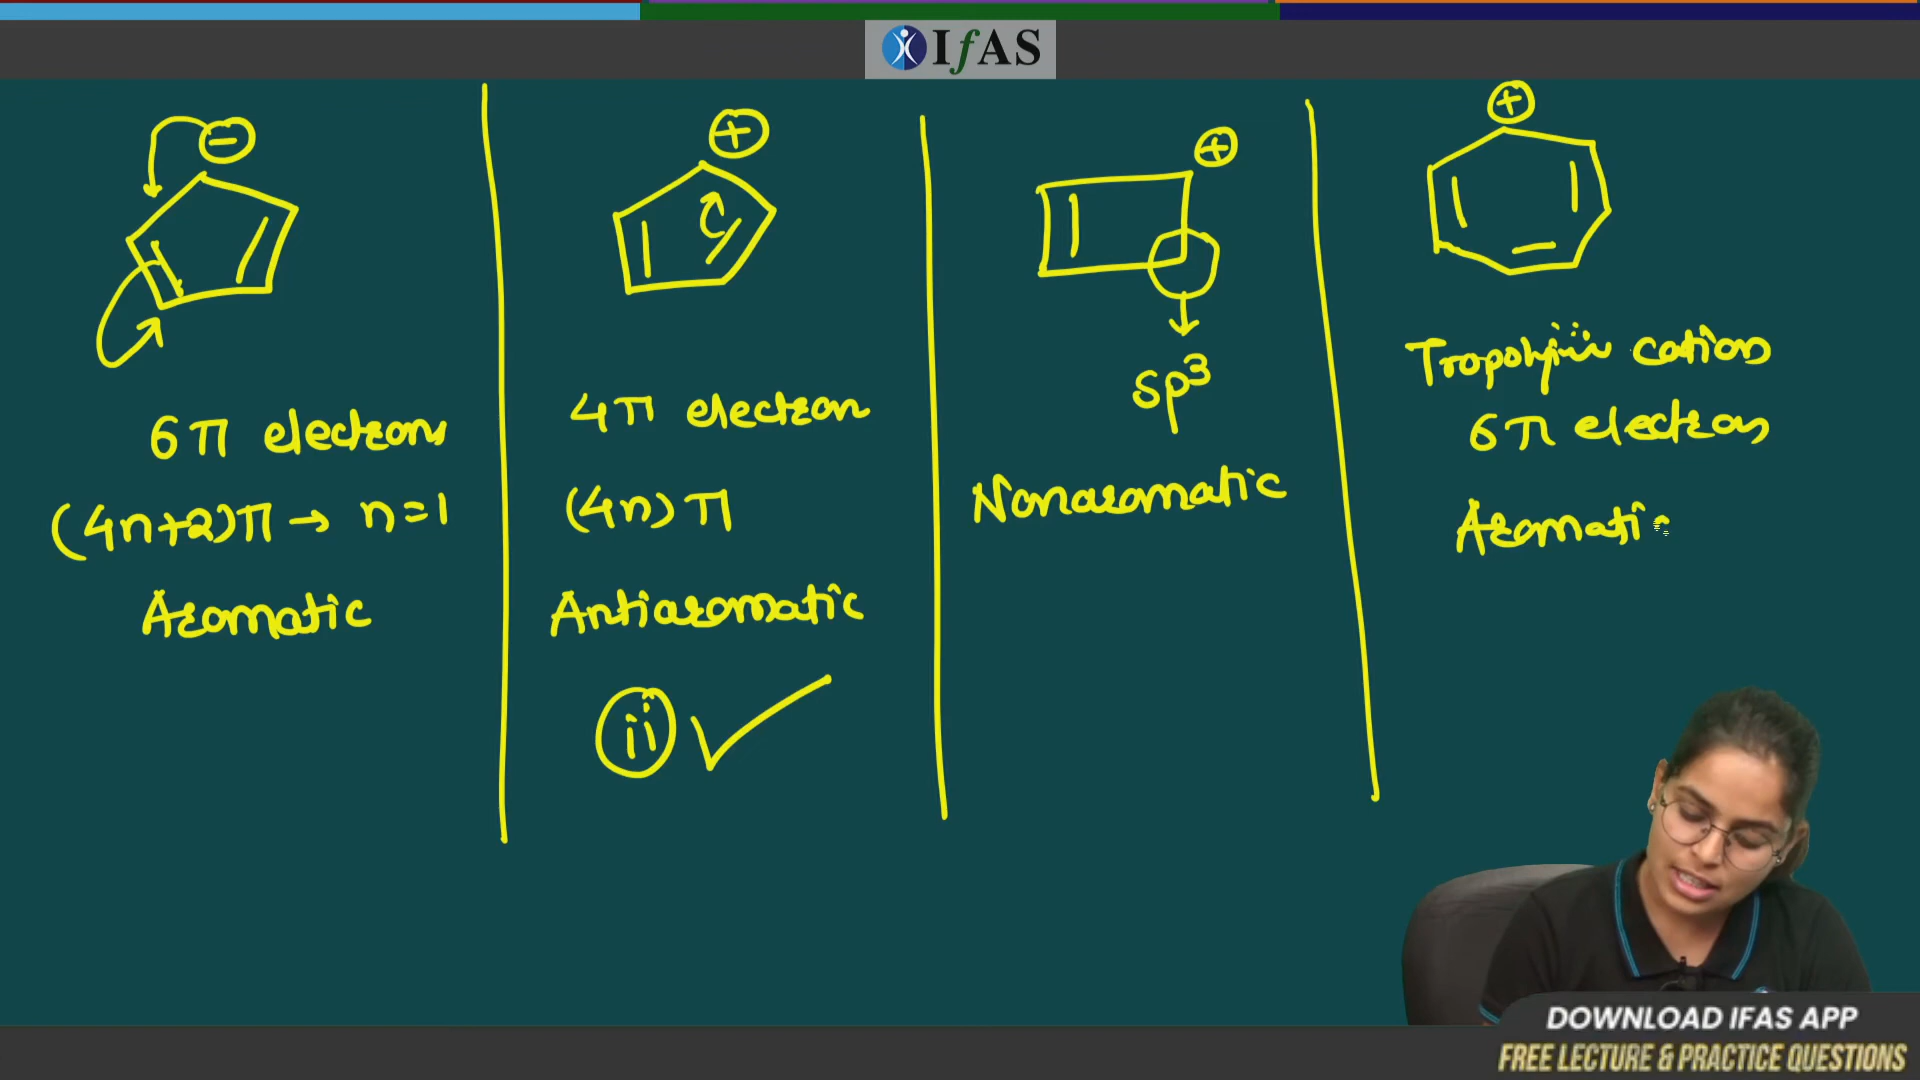 IfAS
6π electrons
(4n+2)π → n=1
Aromatic
4π electron
(4n)π
Antiaromatic
ii
sp³
Nonaromatic
cation
6π electrons
Aromatic
DOWNLOAD IFAS APP
FREE LECTURE & PRACTICE QUESTIONS